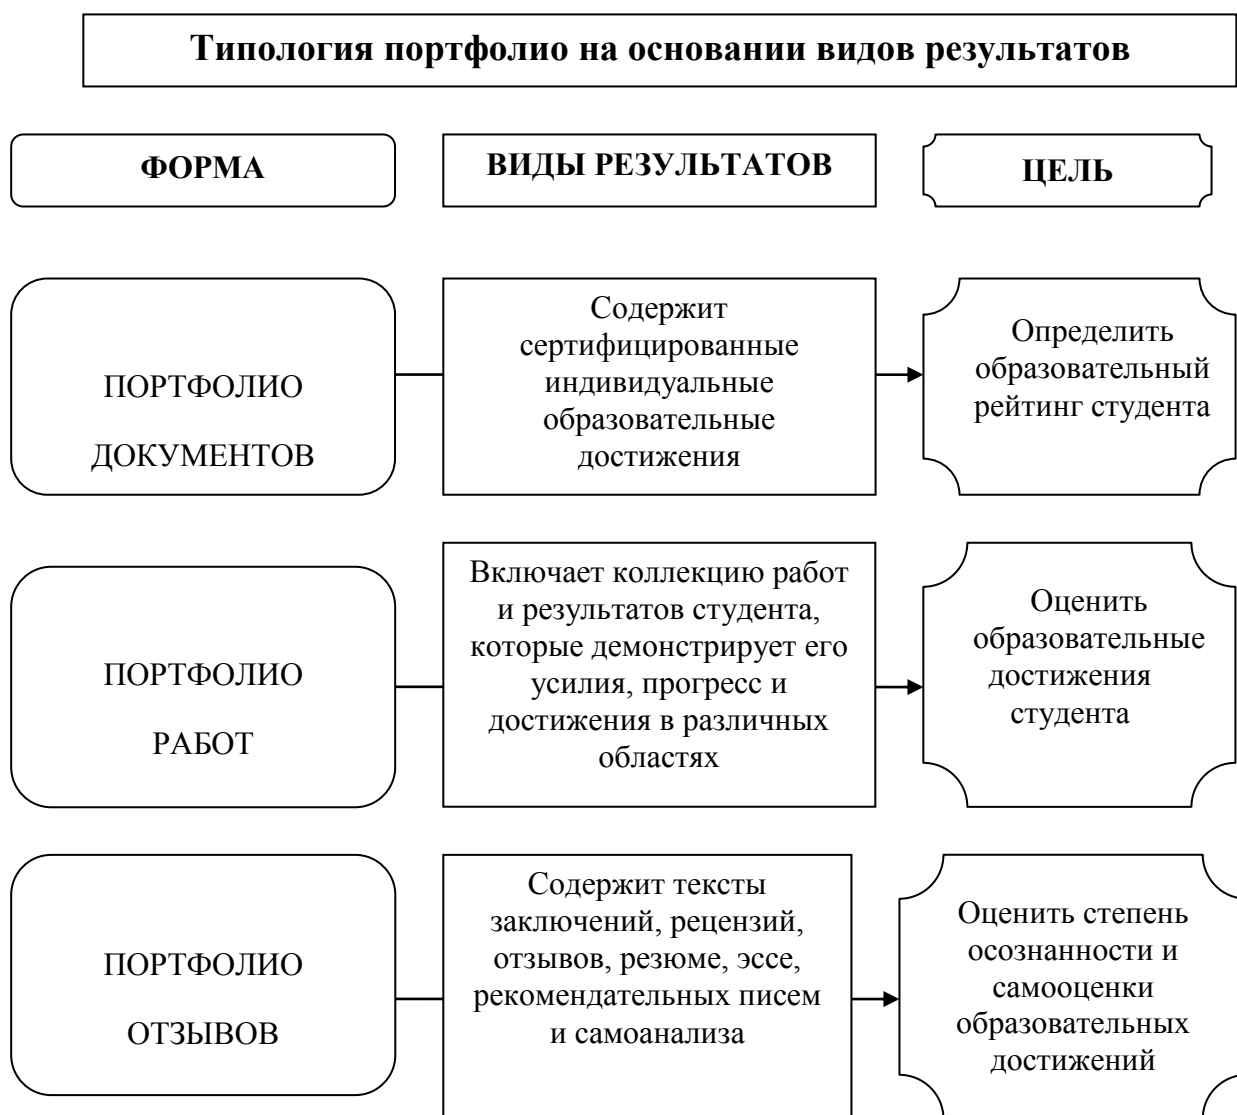 Типология портфолио на основании видов результатов
ФОРМА
ВИДЫ РЕЗУЛЬТАТОВ
ЦЕЛЬ
ПОРТФОЛИО
ДОКУМЕНТОВ
Содержит
сертифицированные
индивидуальные
образовательные
достижения
Определить
образовательный
рейтинг студента
ПОРТФОЛИО
РАБОТ
Включает коллекцию работ
и результатов студента,
которые демонстрирует его
усилия, прогресс и
достижения в различных
областях
Оценить
образовательные
достижения
студента
ПОРТФОЛИО
ОТЗЫВОВ
Содержит тексты
заключений, рецензий,
отзывов, резюме, эссе,
рекомендательных писем
и самоанализа
Оценить степень
осознанности и
самооценки
образовательных
достижений